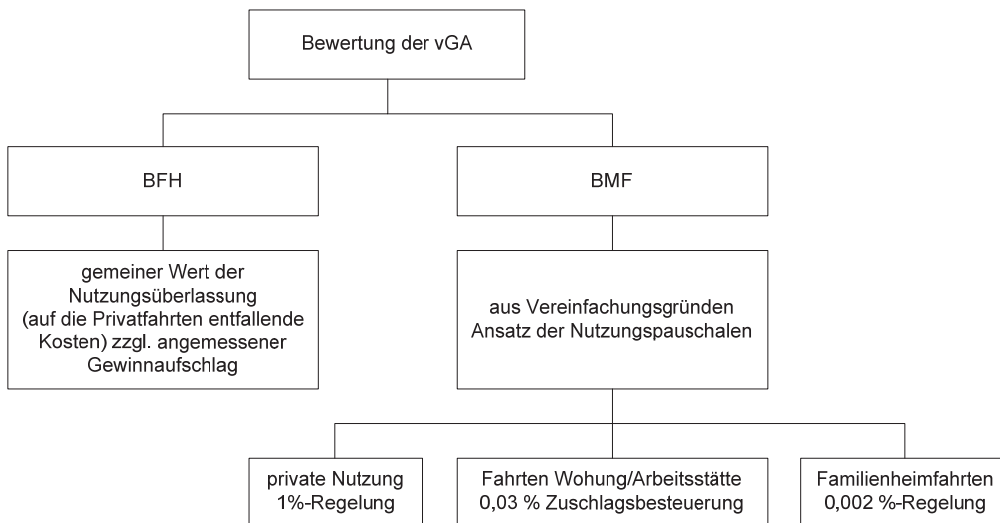 Bewertung der vGA
BFH
BMF
gemeiner Wert der
Nutzungsüberlassung
(auf die Privatfahrten entfallende
Kosten) zzgl. angemessener
Gewinnaufschlag
aus Vereinfachungsgründen
Ansatz der Nutzungspauschalen
private Nutzung
1%-Regelung
Fahrten Wohung/Arbeitsstätte
0,03 % Zuschlagsbesteuerung
Familienheimfahrten
0,002 %-Regelung